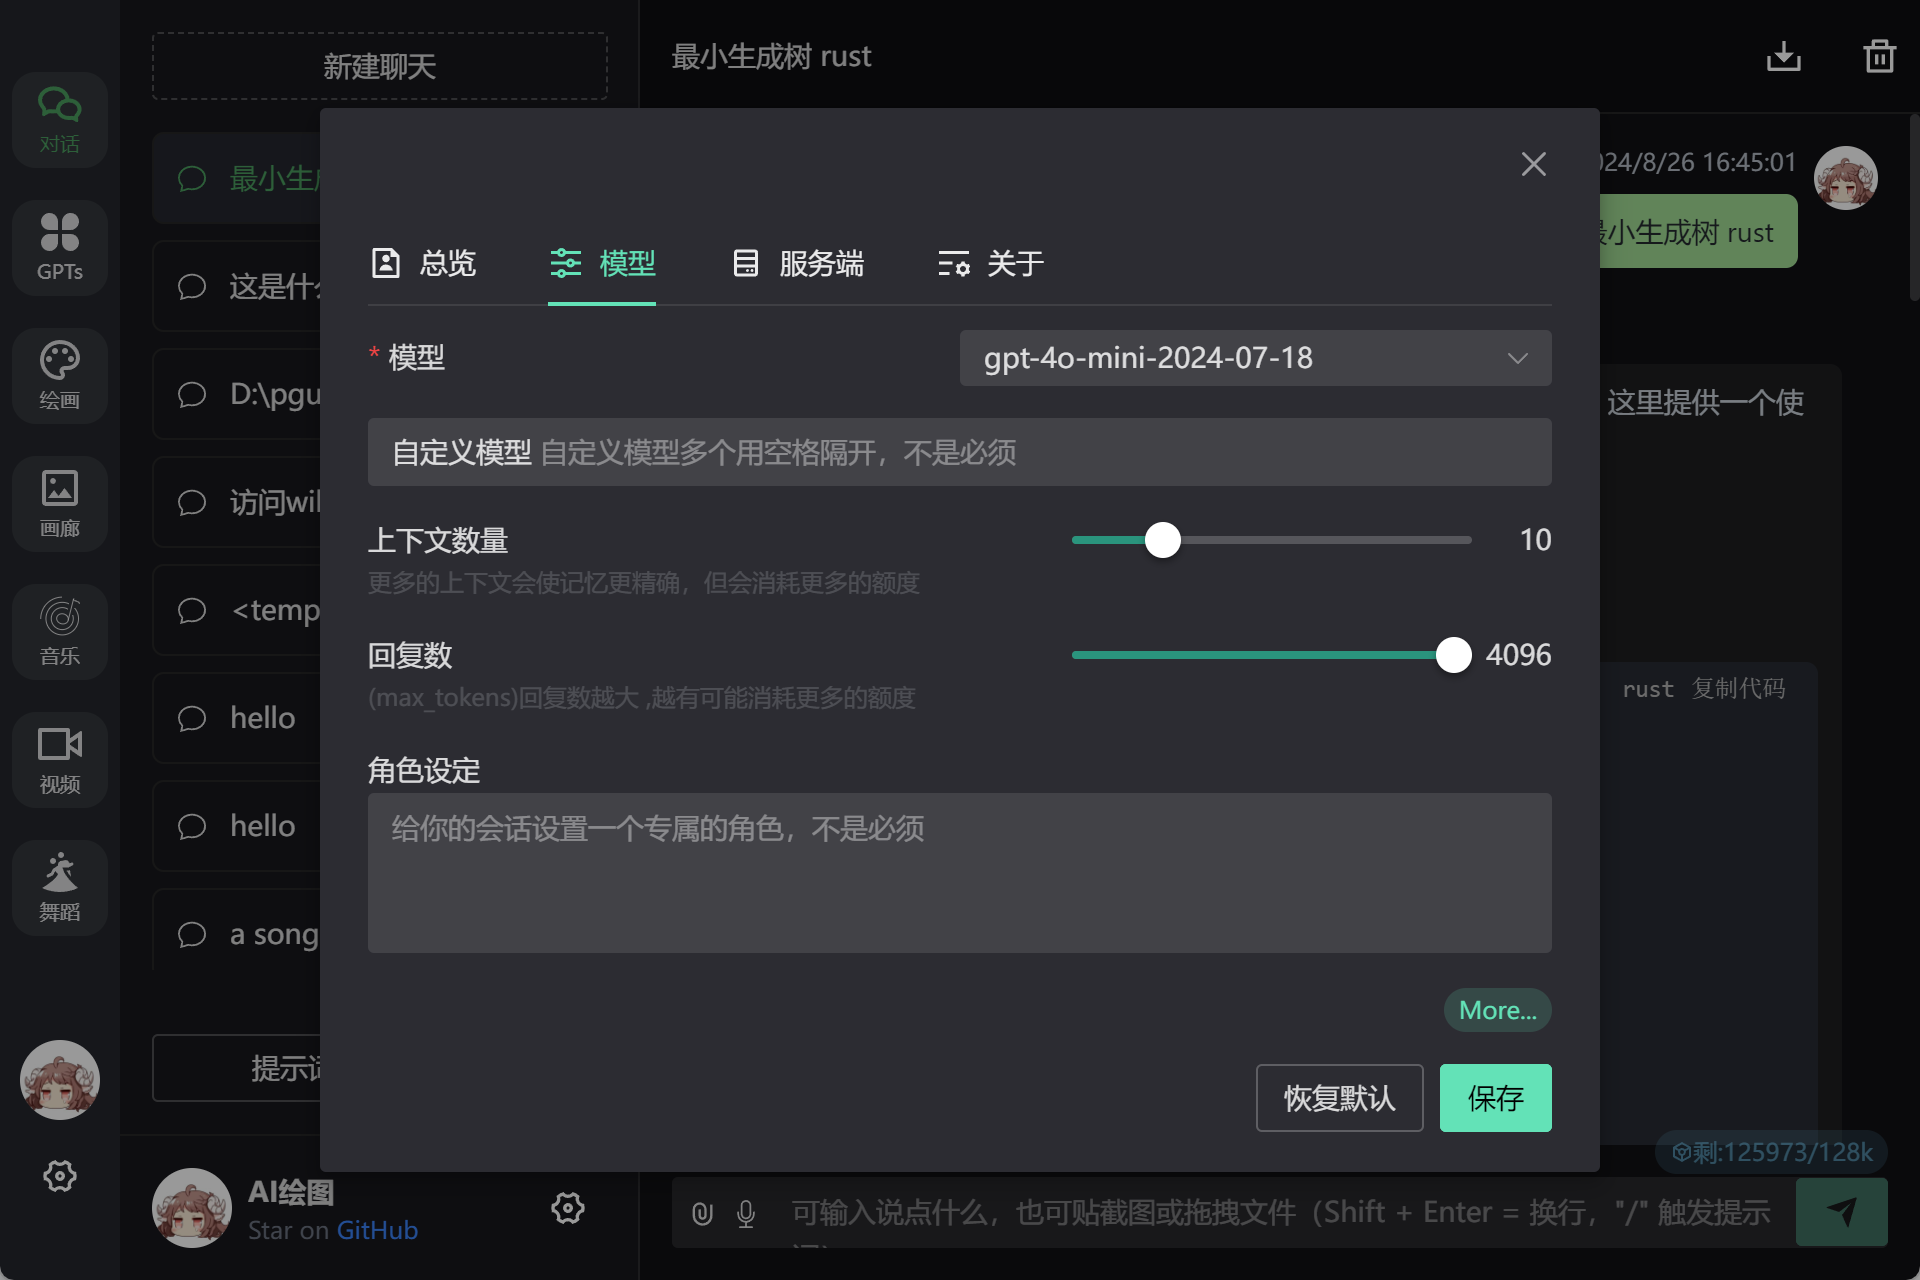 对话
GPTs
绘画
画廊
音乐
视频
舞蹈
新建聊天
最小生
这是什
D:\pgu
访问wil
<temp
hello
hello
a song
提示
AI绘图
Star on GitHub
最小生成树 rust
24/8/26 16:45:01
小生成树 rust
这里提供一个使
rust 复制代码
总览
模型
服务端
关于
* 模型
gpt-4o-mini-2024-07-18
自定义模型 自定义模型多个用空格隔开，不是必须
上下文数量
10
更多的上下文会使记忆更精确，但会消耗更多的额度
回复数
4096
(max_tokens)回复数越大 ,越有可能消耗更多的额度
角色设定
给你的会话设置一个专属的角色，不是必须
More...
恢复默认
保存
剩:125973/128k
可输入说点什么，也可贴截图或拖拽文件（Shift + Enter = 换行，"/" 触发提示